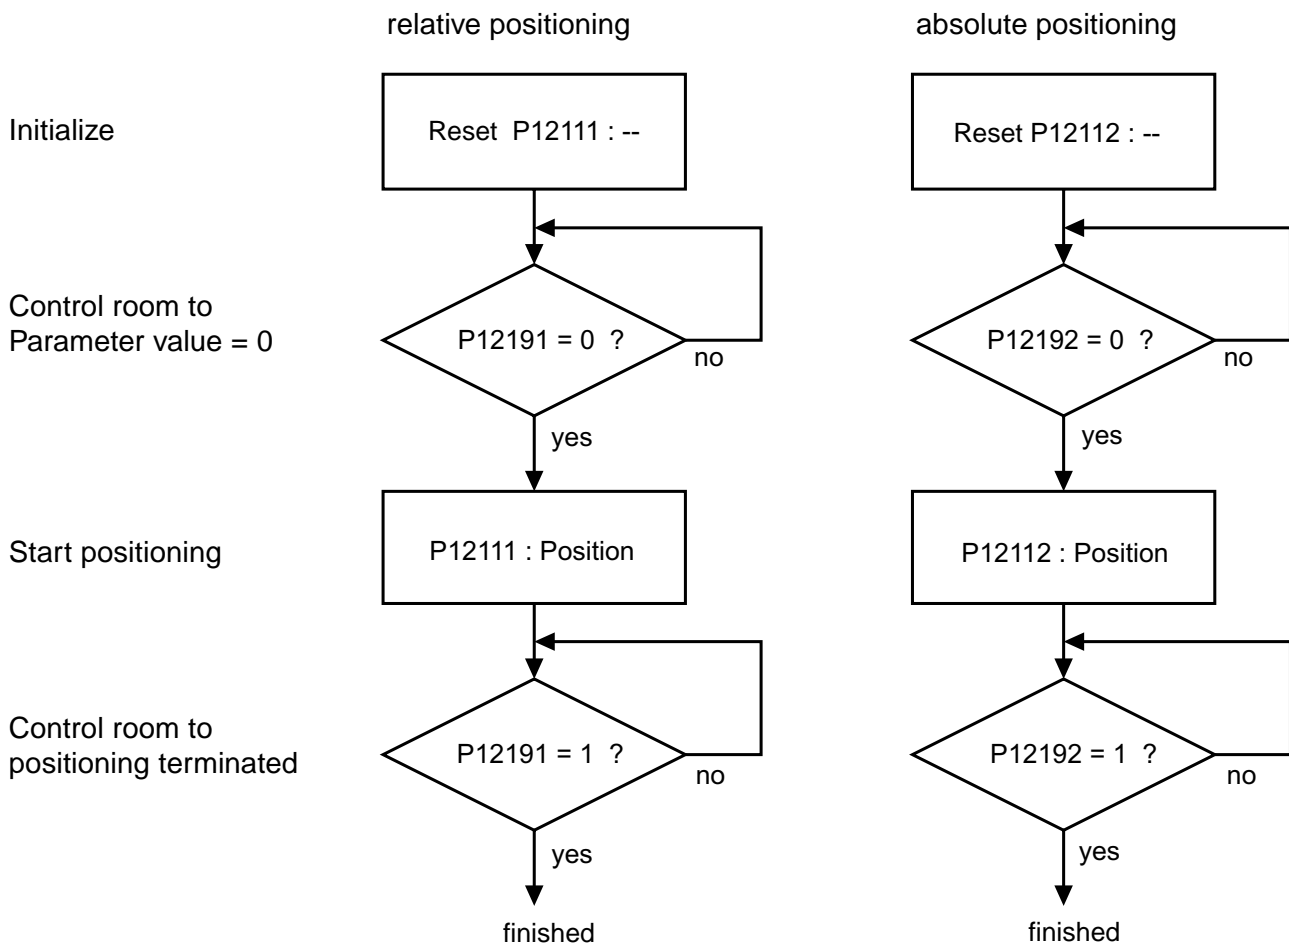 relative positioning
absolute positioning
Initialize
Reset P12111 : --
Reset P12112 : --
Control room to
Parameter value = 0
P12191 = 0 ?
no
P12192 = 0 ?
no
yes
yes
Start positioning
P12111 : Position
P12112 : Position
Control room to
positioning terminated
P12191 = 1 ?
no
P12192 = 1 ?
no
yes
yes
finished
finished